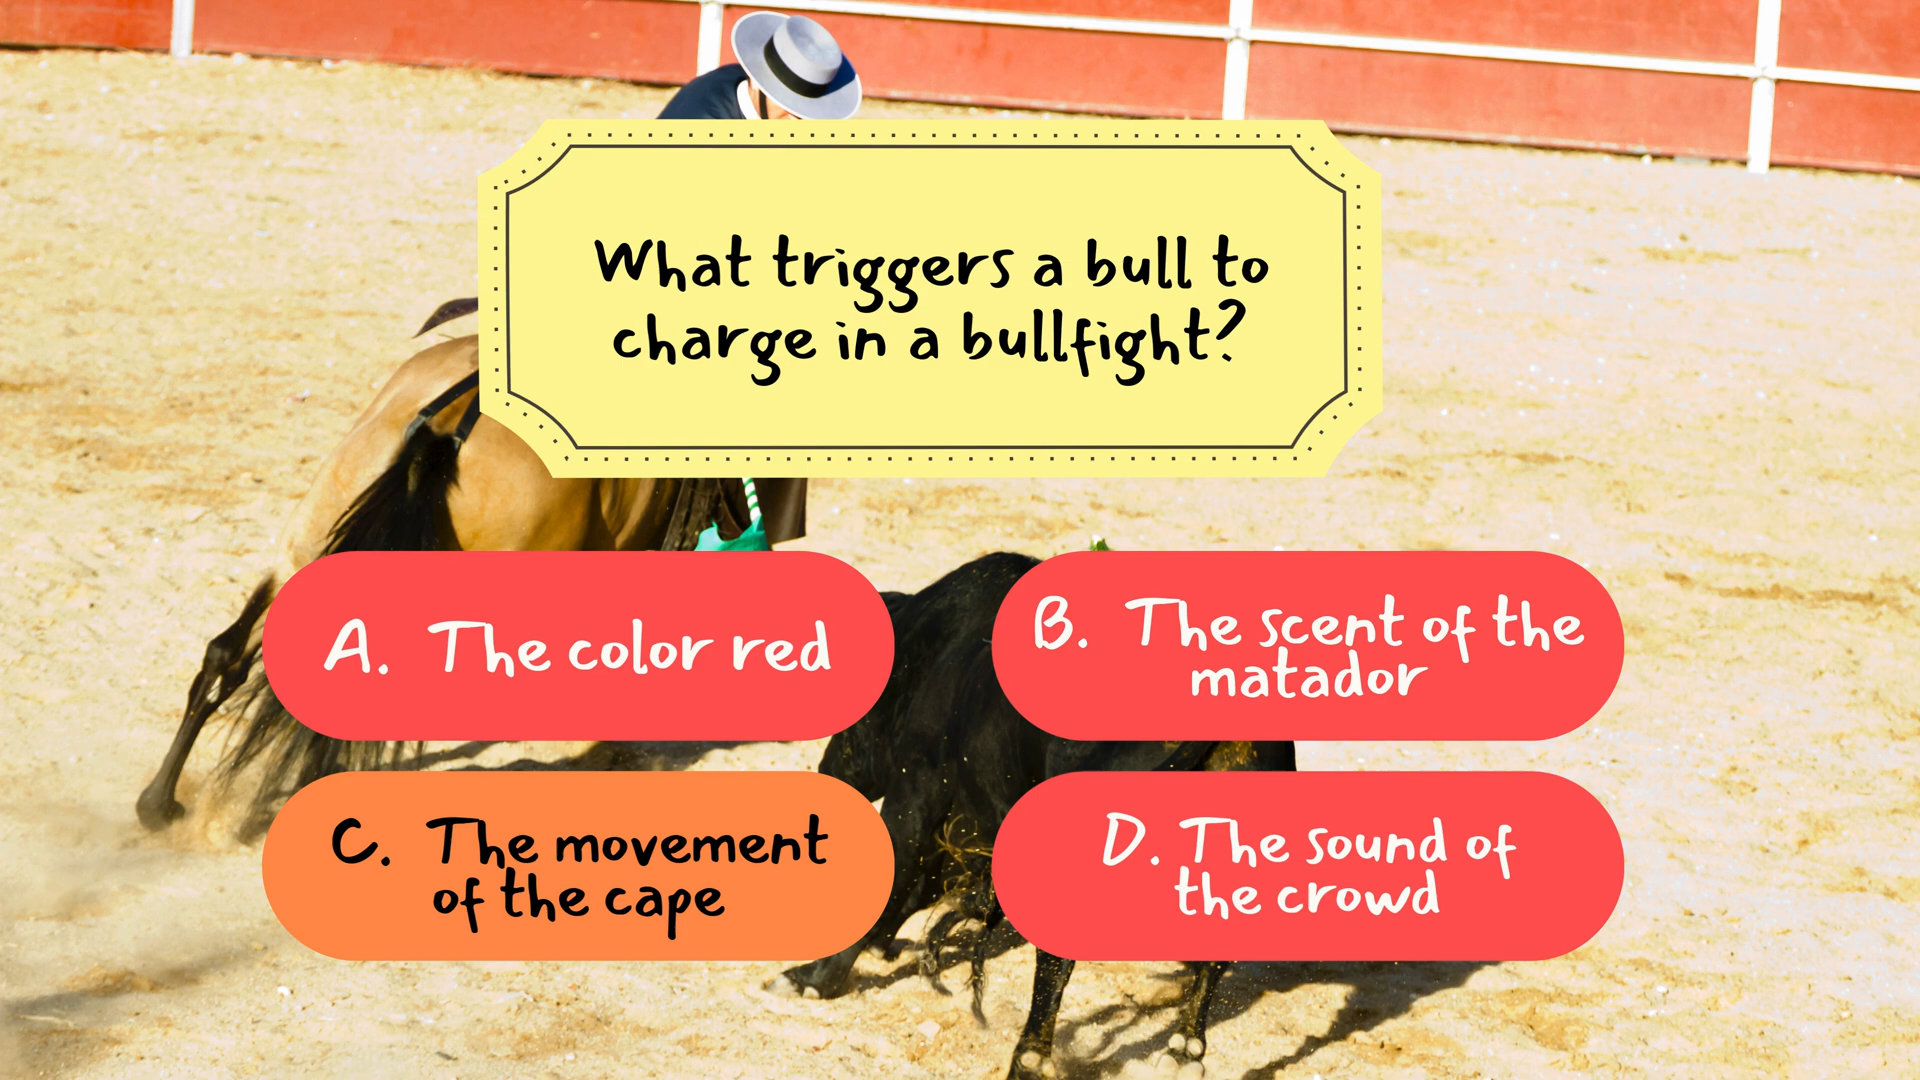 What triggers a bull to
charge in a bullfight?
A. The color red
B. The scent of the
matador
C. The movement
of the cape
D. The sound of
the crowd